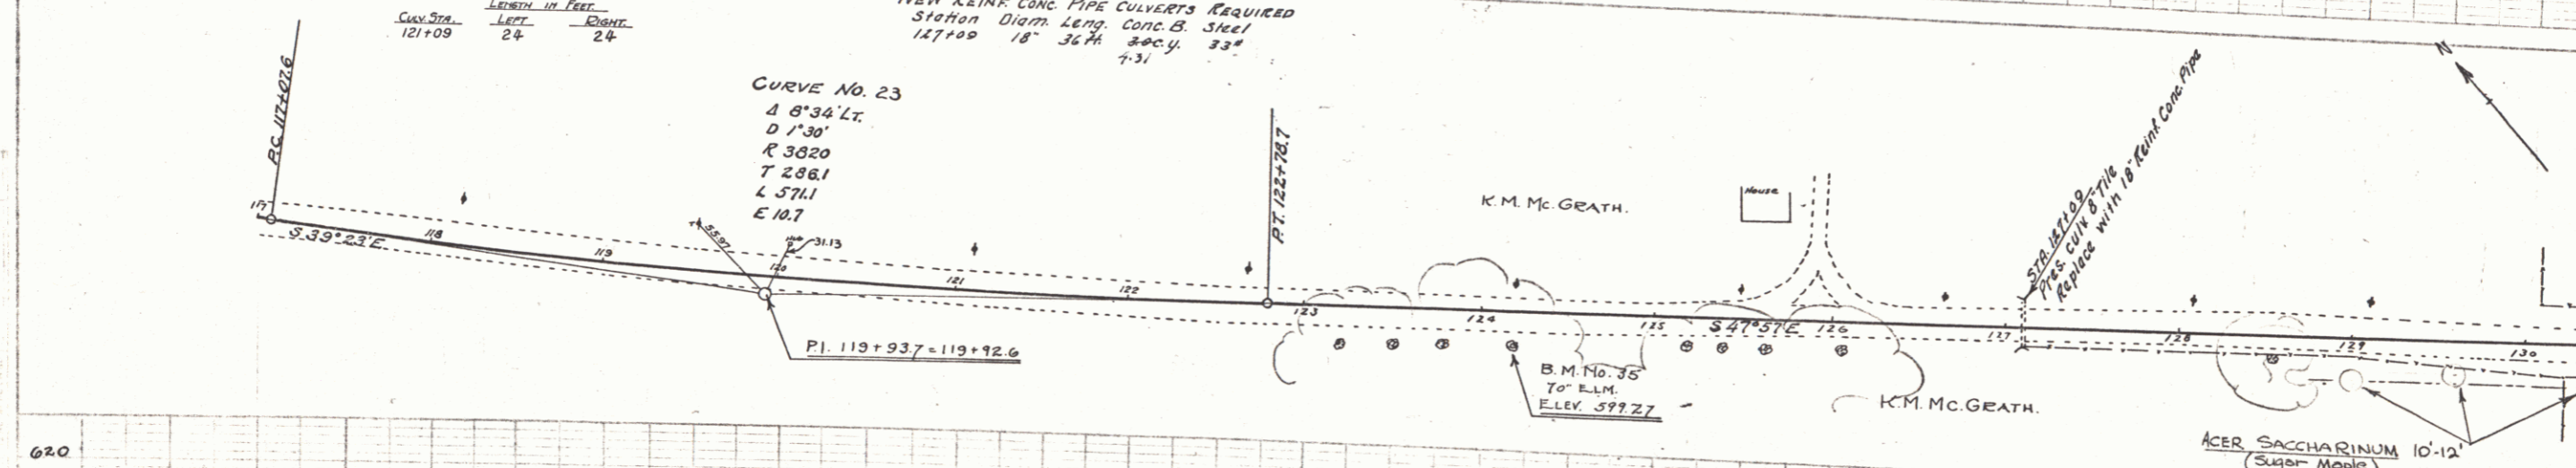 LENGTH IN FEET.
CULV. STA. LEFT RIGHT.
121+09 24 24
NEW REINF. CONC. PIPE CULVERTS REQUIRED
Station Diam. Leng. Conc. B. Steel
127+09 18" 36 ft. c.y. 33#
4.31
P.C. 117+07.6
CURVE NO. 23
Δ 8°34' LT.
D 1°30'
R 3820
T 286.1
L 571.1
E 10.7
P.T. 122+78.7
K.M. Mc. GRATH.
House
STA. 127+09
Pres. culv. 8" Tile
Replace with 18" Reinf. Conc. Pipe
N
117
S 39°23' E
118
119
55.97
31.13
120
121
122
123
124
125
S 47°57' E
126
127
128
129
130
P.I. 119+93.7=119+92.6
B.M. No. 35
70" ELM.
ELEV. 599.27
K.M. Mc. GRATH.
ACER SACCHARINUM 10'-12'
(Sugar Maple)
620